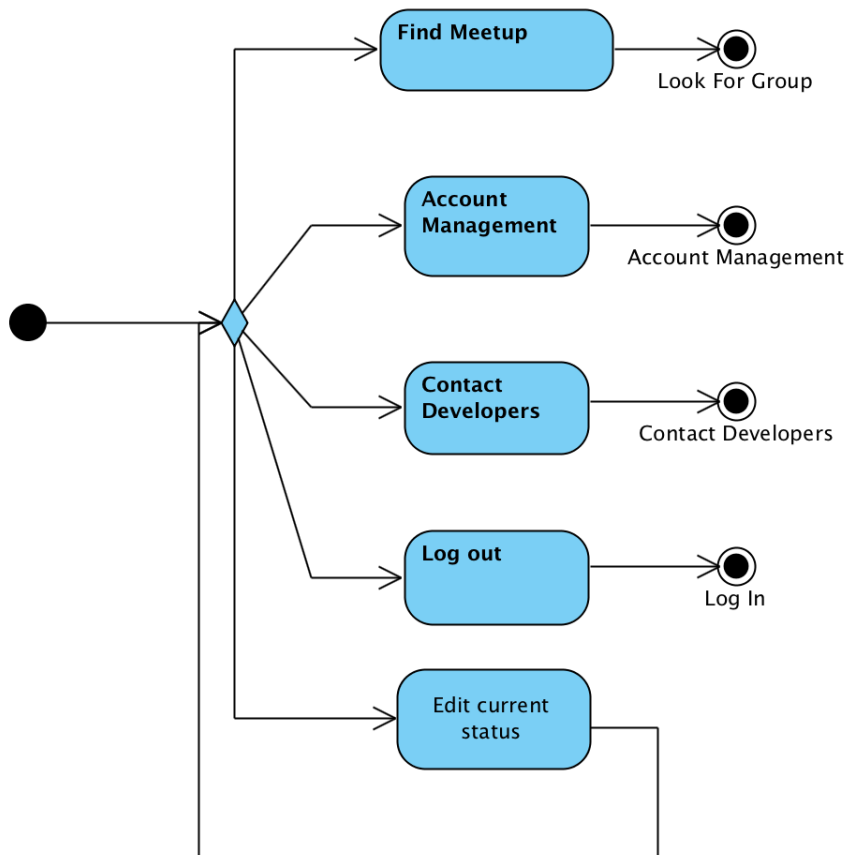 Find Meetup
Look For Group
Account
Management
Account Management
Contact
Developers
Contact Developers
Log out
Log In
Edit current
status